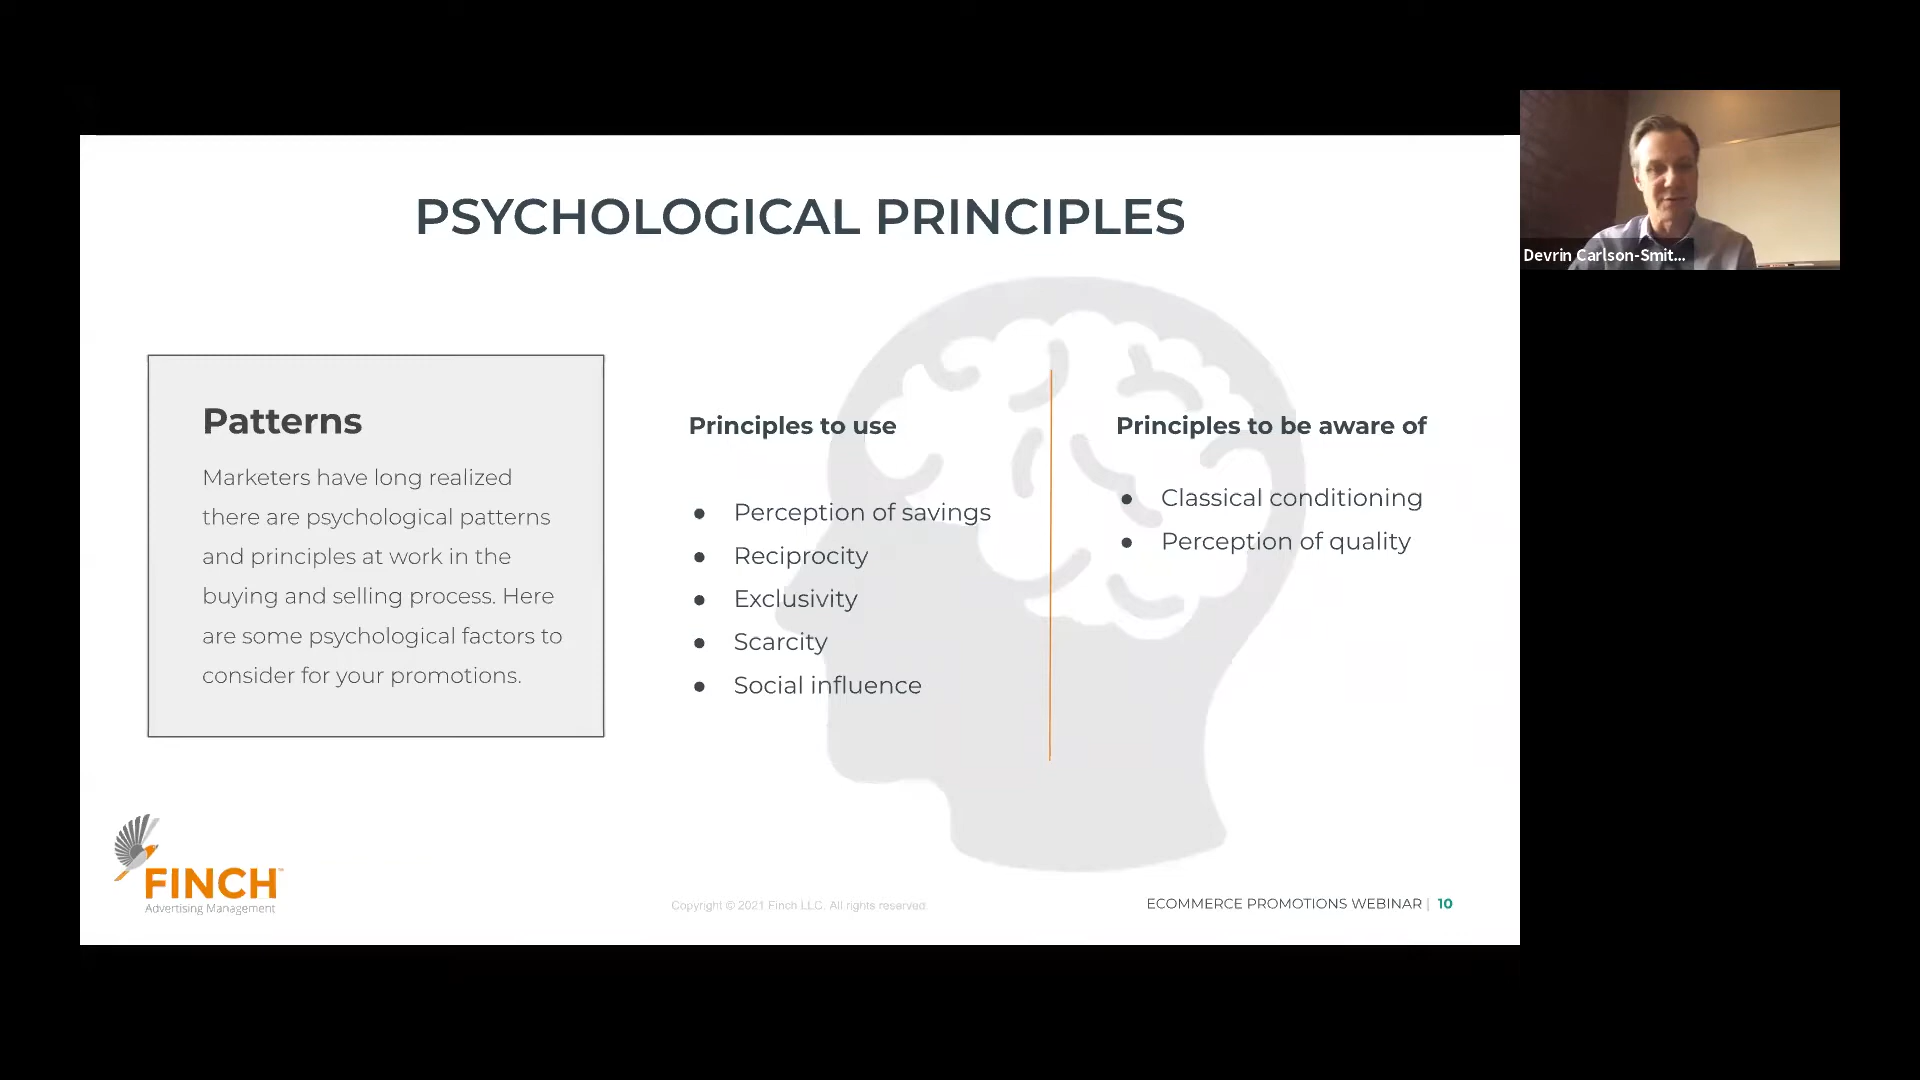 PSYCHOLOGICAL PRINCIPLES
Devrin Carlson-Smit...
Patterns
Marketers have long realized
there are psychological patterns
and principles at work in the
buying and selling process. Here
are some psychological factors to
consider for your promotions.
Principles to use
● Perception of savings
● Reciprocity
● Exclusivity
● Scarcity
● Social influence
Principles to be aware of
● Classical conditioning
● Perception of quality
FINCH™
Advertising Management
Copyright © 2021 Finch LLC. All rights reserved.
ECOMMERCE PROMOTIONS WEBINAR | 10